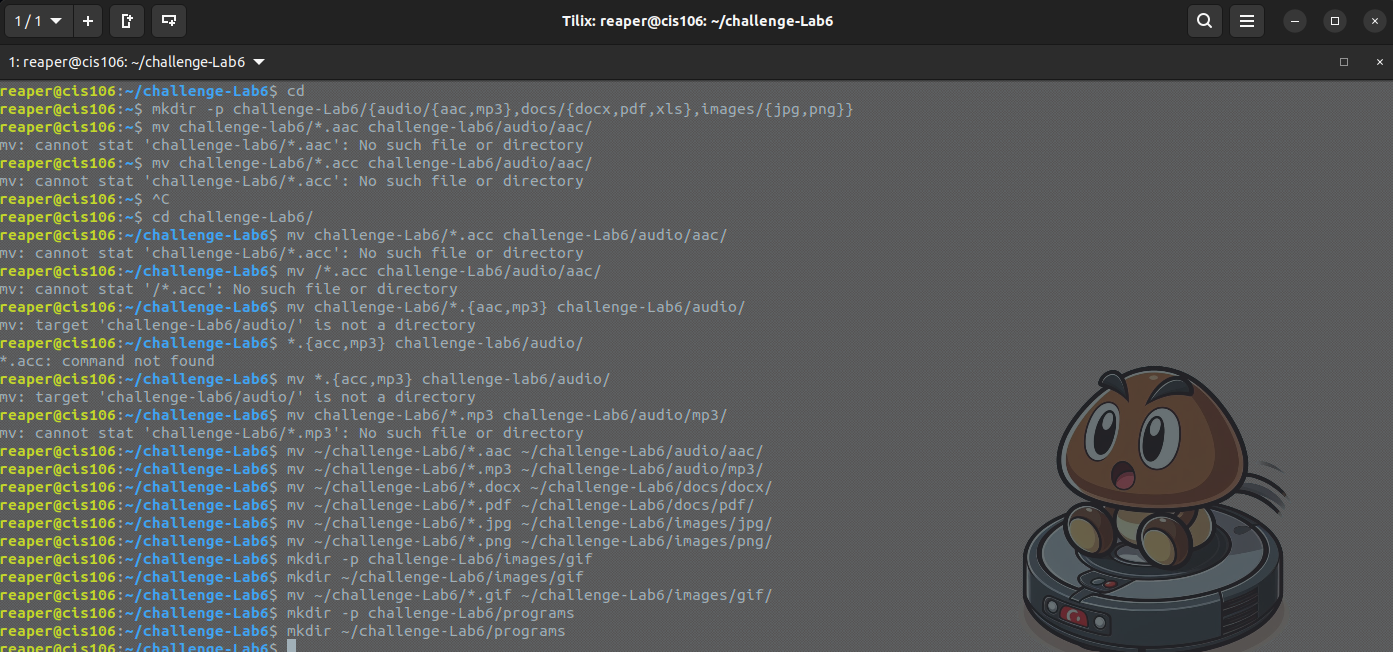 1 / 1
Tilix: reaper@cis106: ~/challenge-Lab6
1: reaper@cis106: ~/challenge-Lab6
reaper@cis106:~/challenge-Lab6$ cd
reaper@cis106:~$ mkdir -p challenge-Lab6/{audio/{aac,mp3},docs/{docx,pdf,xls},images/{jpg,png}}
reaper@cis106:~$ mv challenge-lab6/*.aac challenge-lab6/audio/aac/
mv: cannot stat 'challenge-lab6/*.aac': No such file or directory
reaper@cis106:~$ mv challenge-Lab6/*.acc challenge-Lab6/audio/aac/
mv: cannot stat 'challenge-Lab6/*.acc': No such file or directory
reaper@cis106:~$ ^C
reaper@cis106:~$ cd challenge-Lab6/
reaper@cis106:~/challenge-Lab6$ mv challenge-Lab6/*.acc challenge-Lab6/audio/aac/
mv: cannot stat 'challenge-Lab6/*.acc': No such file or directory
reaper@cis106:~/challenge-Lab6$ mv /*.acc challenge-Lab6/audio/aac/
mv: cannot stat '/*.acc': No such file or directory
reaper@cis106:~/challenge-Lab6$ mv challenge-Lab6/*.{aac,mp3} challenge-Lab6/audio/
mv: target 'challenge-Lab6/audio/' is not a directory
reaper@cis106:~/challenge-Lab6$ *.{acc,mp3} challenge-lab6/audio/
*.acc: command not found
reaper@cis106:~/challenge-Lab6$ mv *.{acc,mp3} challenge-lab6/audio/
mv: target 'challenge-lab6/audio/' is not a directory
reaper@cis106:~/challenge-Lab6$ mv challenge-Lab6/*.mp3 challenge-Lab6/audio/mp3/
mv: cannot stat 'challenge-Lab6/*.mp3': No such file or directory
reaper@cis106:~/challenge-Lab6$ mv ~/challenge-Lab6/*.aac ~/challenge-Lab6/audio/aac/
reaper@cis106:~/challenge-Lab6$ mv ~/challenge-Lab6/*.mp3 ~/challenge-Lab6/audio/mp3/
reaper@cis106:~/challenge-Lab6$ mv ~/challenge-Lab6/*.docx ~/challenge-Lab6/docs/docx/
reaper@cis106:~/challenge-Lab6$ mv ~/challenge-Lab6/*.pdf ~/challenge-Lab6/docs/pdf/
reaper@cis106:~/challenge-Lab6$ mv ~/challenge-Lab6/*.jpg ~/challenge-Lab6/images/jpg/
reaper@cis106:~/challenge-Lab6$ mv ~/challenge-Lab6/*.png ~/challenge-Lab6/images/png/
reaper@cis106:~/challenge-Lab6$ mkdir -p challenge-Lab6/images/gif
reaper@cis106:~/challenge-Lab6$ mkdir ~/challenge-Lab6/images/gif
reaper@cis106:~/challenge-Lab6$ mv ~/challenge-Lab6/*.gif ~/challenge-Lab6/images/gif/
reaper@cis106:~/challenge-Lab6$ mkdir -p challenge-Lab6/programs
reaper@cis106:~/challenge-Lab6$ mkdir ~/challenge-Lab6/programs
reaper@cis106:~/challenge-Lab6$